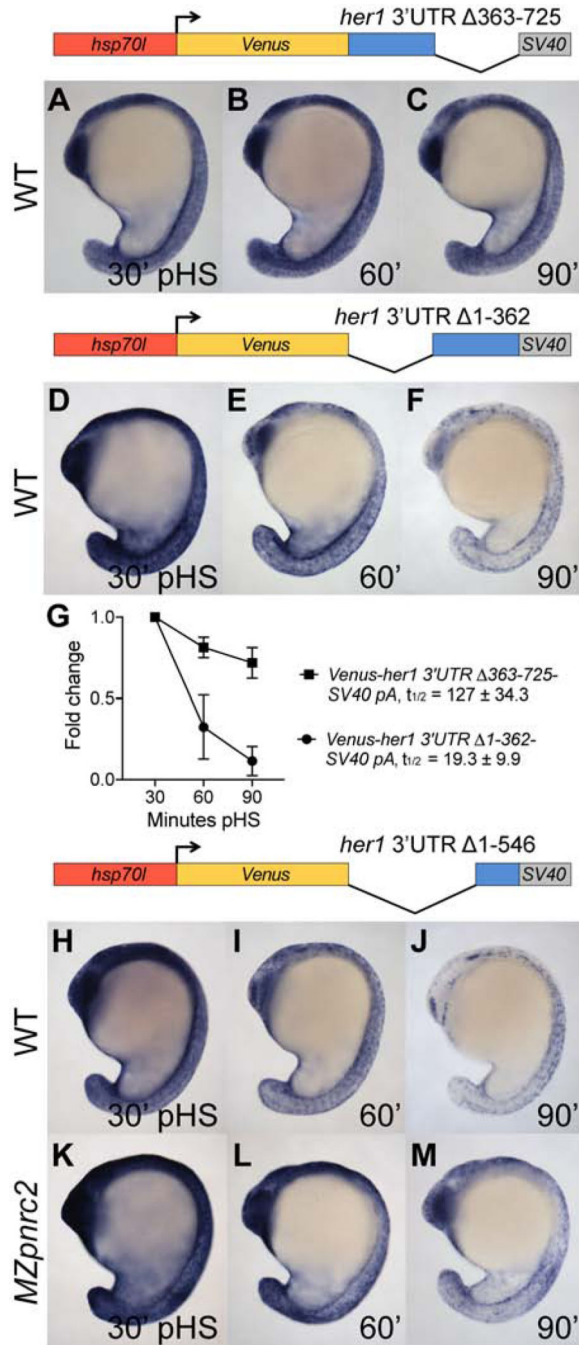 her1 3'UTR Δ363-725
hsp70l Venus SV40
A B C
WT
30' pHS 60' 90'
her1 3'UTR Δ1-362
hsp70l Venus SV40
D E F
WT
30' pHS 60' 90'
G
1.0
0.5
0.0
Fold change
30 60 90
Minutes pHS
Venus-her1 3'UTR Δ363-725-
SV40 pA, t1/2 = 127 ± 34.3
Venus-her1 3'UTR Δ1-362-
SV40 pA, t1/2 = 19.3 ± 9.9
her1 3'UTR Δ1-546
hsp70l Venus SV40
H I J
WT
30' pHS 60' 90'
K L M
MZpnrc2
30' pHS 60' 90'